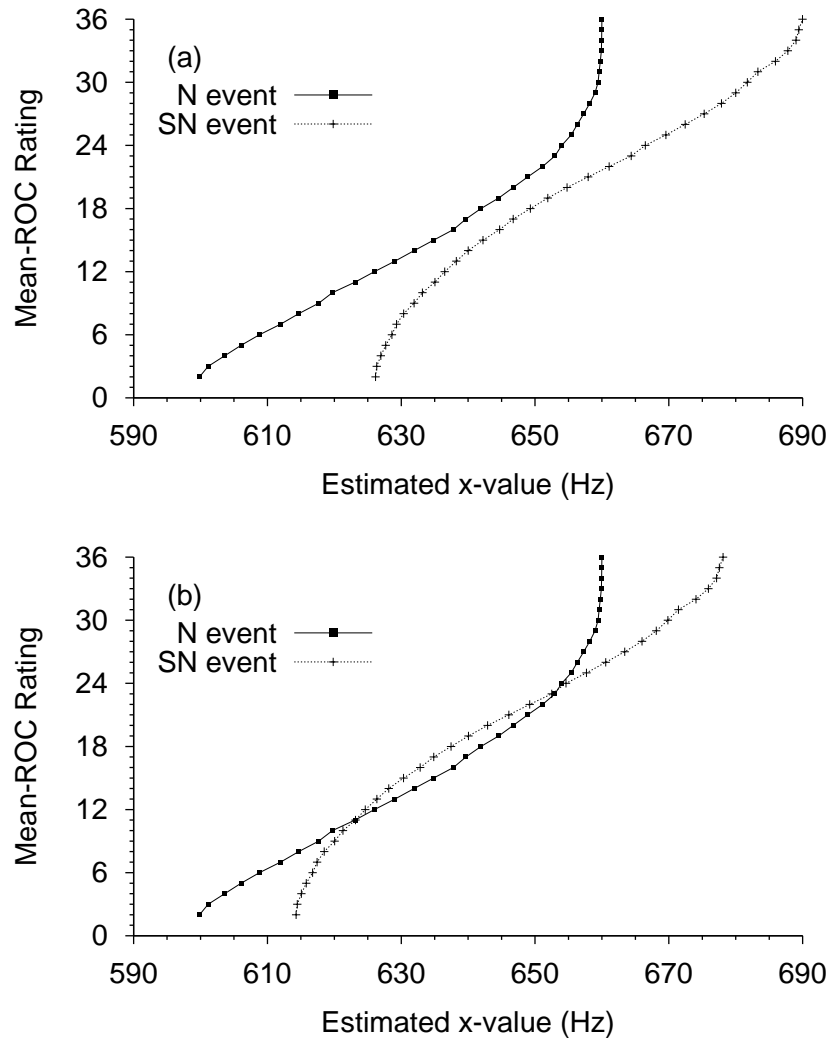 36
30
24
18
12
6
0
Mean-ROC Rating
(a)
N event
SN event
590 610 630 650 670 690
Estimated x-value (Hz)
36
30
24
18
12
6
0
Mean-ROC Rating
(b)
N event
SN event
590 610 630 650 670 690
Estimated x-value (Hz)